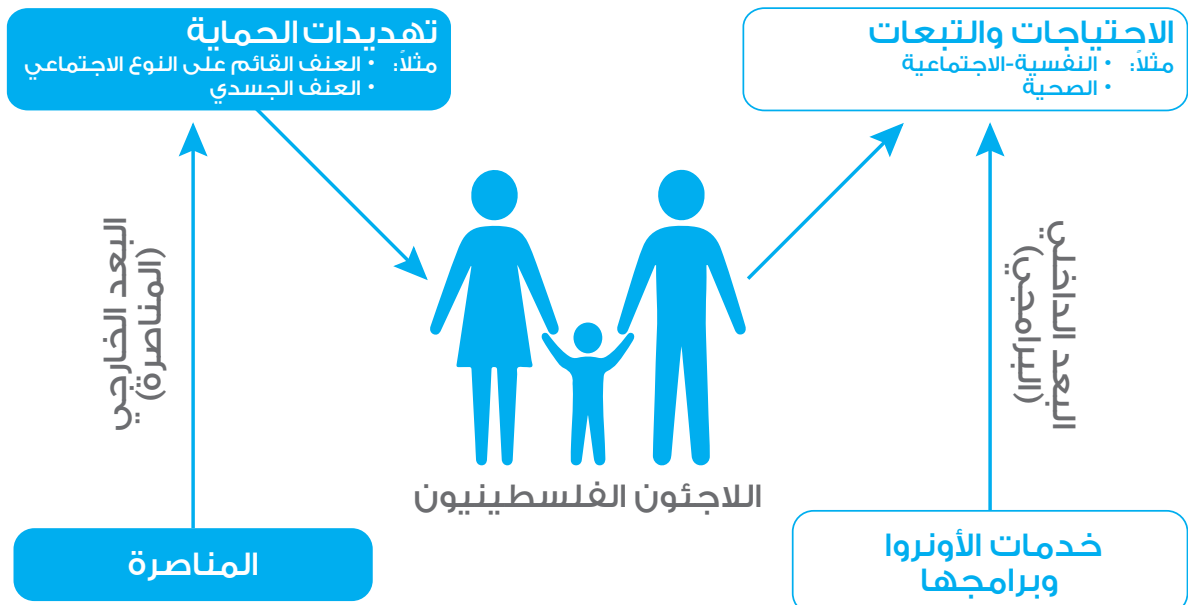 الاحتياجات والتبعات
مثلاً: • النفسية-الاجتماعية
• الصحية
تهديدات الحماية
مثلاً: • العنف القائم على النوع الاجتماعي
• العنف الجسدي
البعد الداخلي
(البرامجي)
البعد الخارجي
(المناصرة)
اللاجئون الفلسطينيون
خدمات الأونروا
وبرامجها
المناصرة